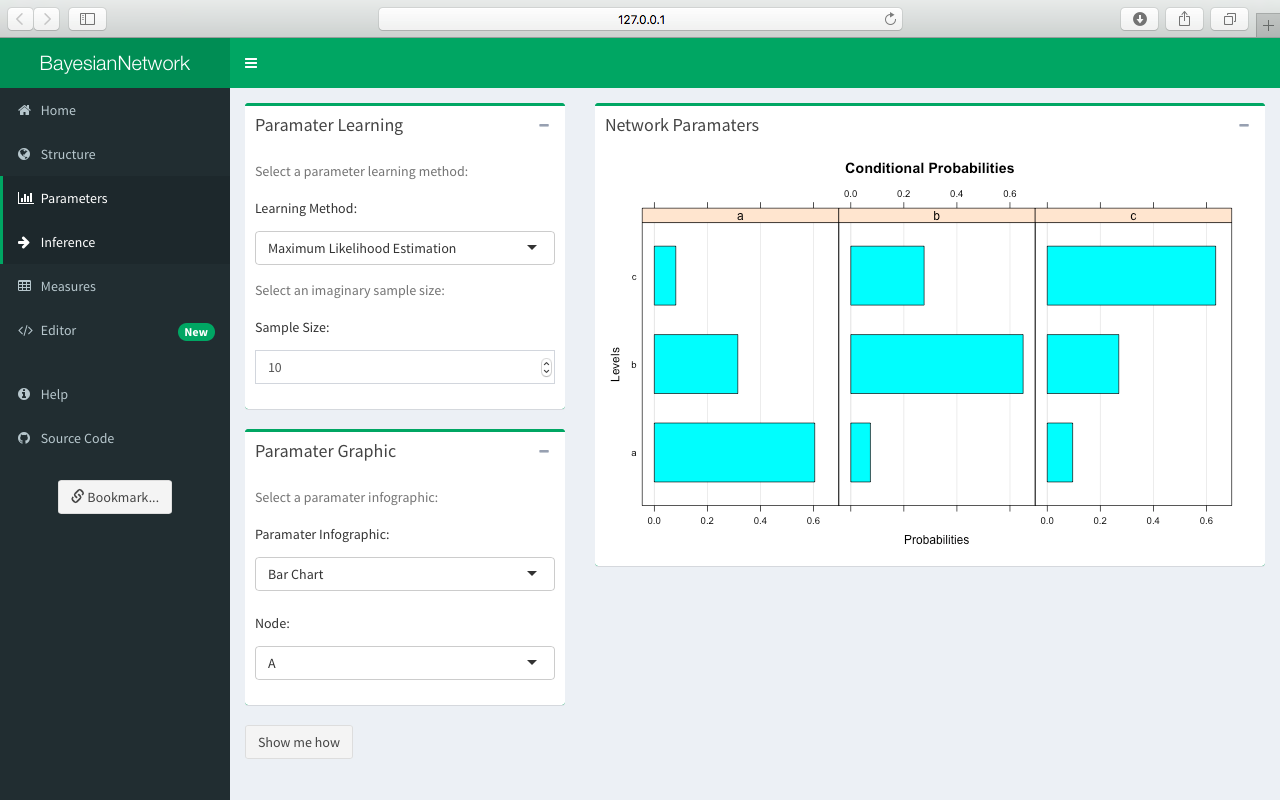 127.0.0.1
BayesianNetwork
Home
Structure
Parameters
Inference
Measures
Editor New
Help
Source Code
Bookmark...
Paramater Learning
Select a parameter learning method:
Learning Method:
Maximum Likelihood Estimation
Select an imaginary sample size:
Sample Size:
10
Paramater Graphic
Select a paramater infographic:
Paramater Infographic:
Bar Chart
Node:
A
Show me how
Network Paramaters
Conditional Probabilities
0.0 0.2 0.4 0.6
a b c
c
b
a
Levels
0.0 0.2 0.4 0.6 0.0 0.2 0.4 0.6
Probabilities